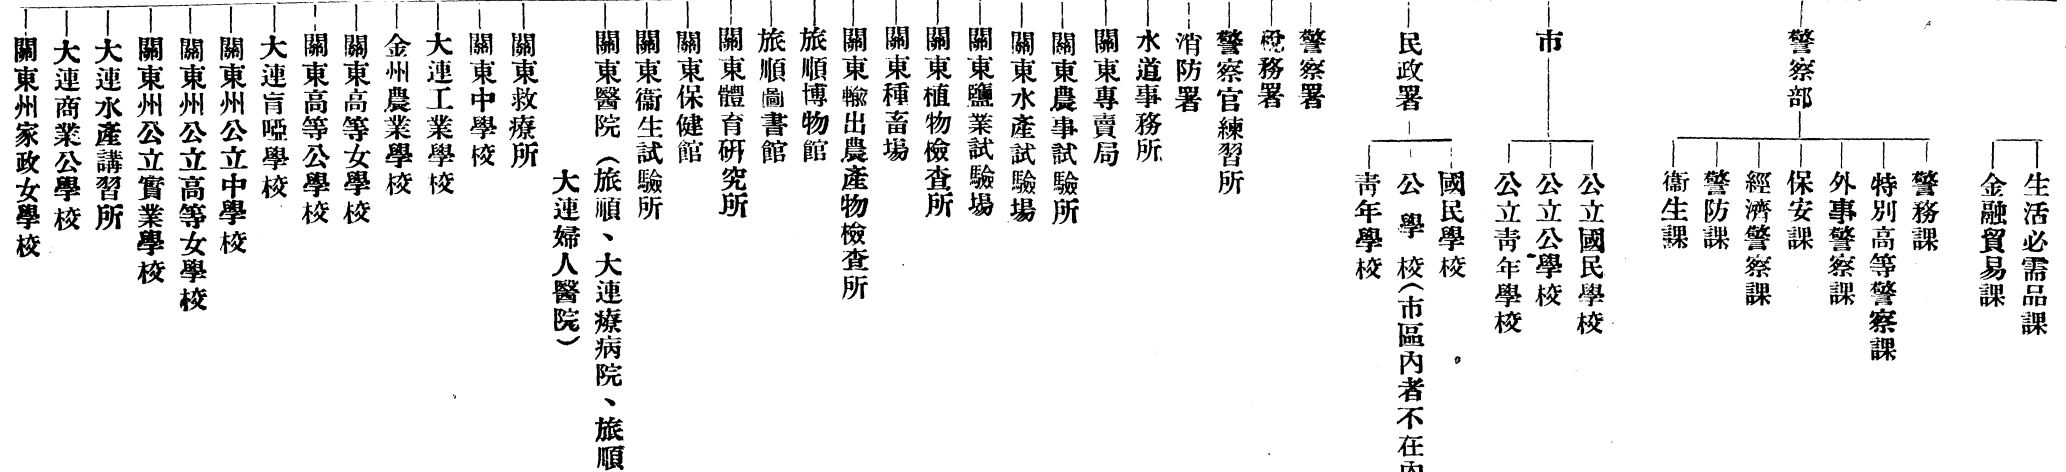 生活必需品課
金融貿易課
警察部
警務課
特別高等警察課
外事警察課
保安課
經濟警察課
警防課
衞生課
市
公立國民學校
公立公學校
公立靑年學校
民政署
國民學校
公學校(市區內者不在內
靑年學校
警察署
稅務署
警察官練習所
消防署
水道事務所
關東專賣局
關東農事試驗所
關東水產試驗場
關東鹽業試驗場
關東植物檢查所
關東種畜場
關東輸出農產物檢查所
旅順博物館
旅順圖書館
關東體育硏究所
關東保健館
關東衞生試驗所
關東醫院(旅順、大連療病院、旅順
大連婦人醫院)
關東救療所
關東中學校
大連工業學校
金州農業學校
關東高等女學校
關東高等公學校
大連盲啞學校
關東州公立中學校
關東州公立高等女學校
關東州公立實業學校
大連水產講習所
大連商業公學校
關東州家政女學校